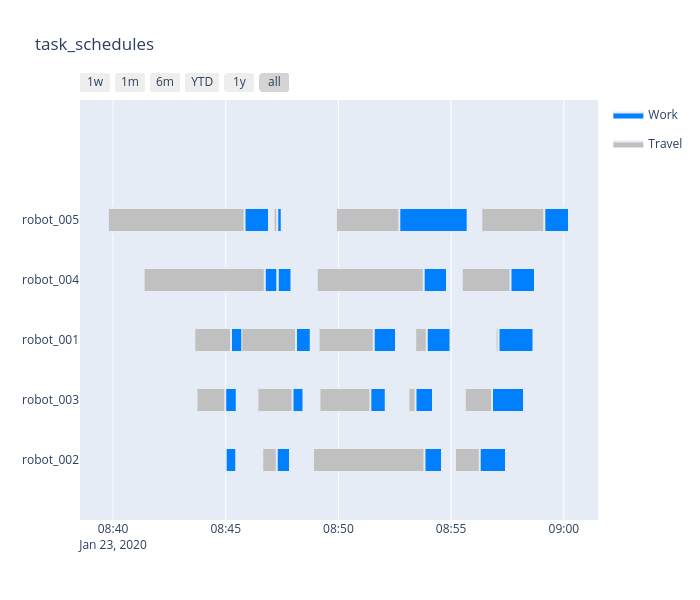 task_schedules
1w 1m 6m YTD 1y all
Work
Travel
robot_005
robot_004
robot_001
robot_003
robot_002
08:40 08:45 08:50 08:55 09:00
Jan 23, 2020